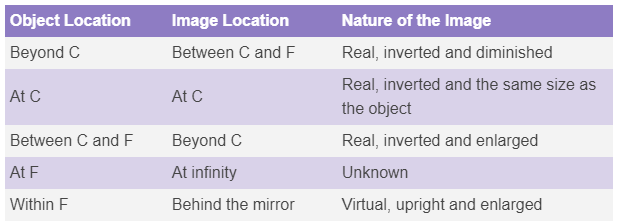 Object Location Image Location Nature of the Image
Beyond C Between C and F Real, inverted and diminished
At C At C Real, inverted and the same size as
the object
Between C and F Beyond C Real, inverted and enlarged
At F At infinity Unknown
Within F Behind the mirror Virtual, upright and enlarged